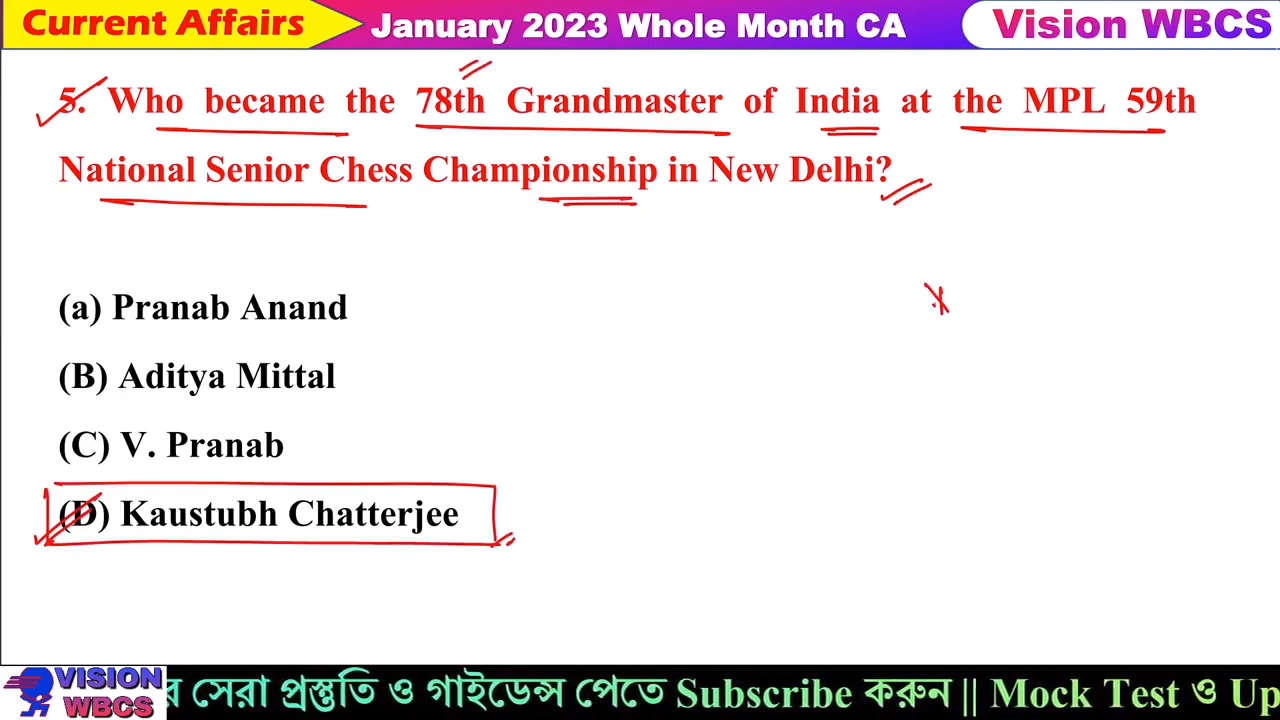 Current Affairs
January 2023 Whole Month CA
Vision WBCS
5. Who became the 78th Grandmaster of India at the MPL 59th
National Senior Chess Championship in New Delhi?
(a) Pranab Anand
(B) Aditya Mittal
(C) V. Pranab
(D) Kaustubh Chatterjee
VISION
WBCS
র সেরা প্রস্তুতি ও গাইডেন্স পেতে Subscribe করুন || Mock Test ও Up